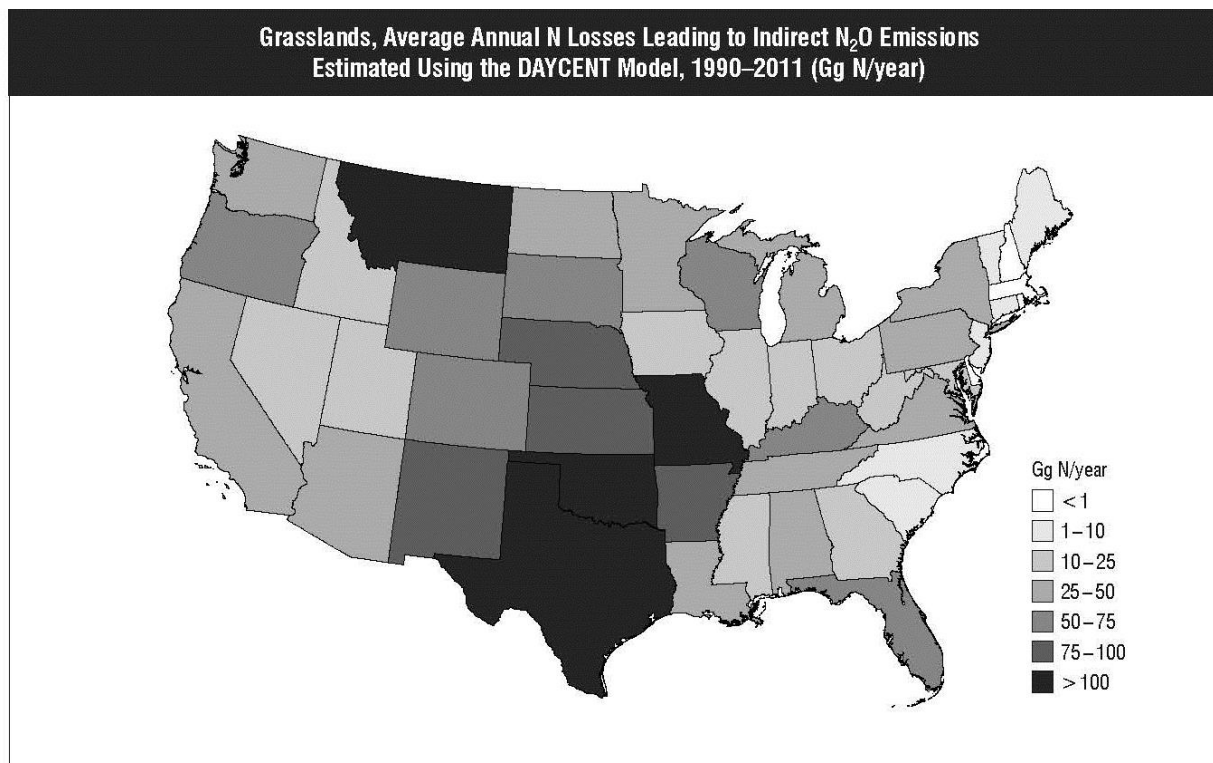 Grasslands, Average Annual N Losses Leading to Indirect N₂O Emissions
Estimated Using the DAYCENT Model, 1990–2011 (Gg N/year)
Gg N/year
< 1
1–10
10–25
25–50
50–75
75–100
> 100